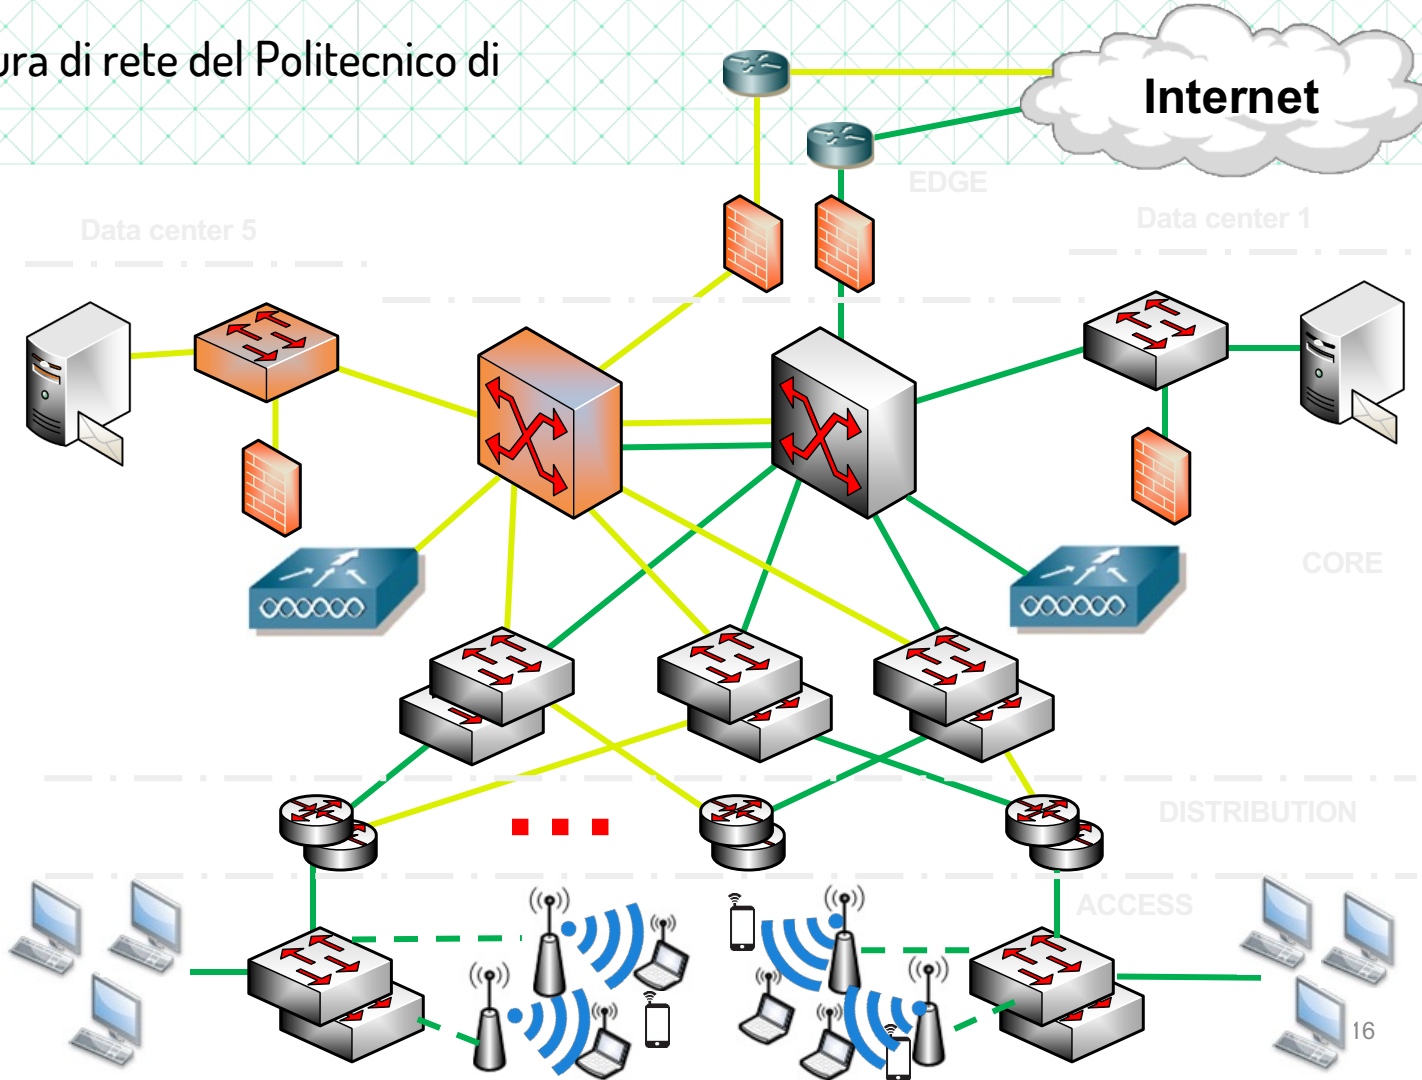 ura di rete del Politecnico di
Internet
EDGE
Data center 5
Data center 1
CORE
DISTRIBUTION
ACCESS
16